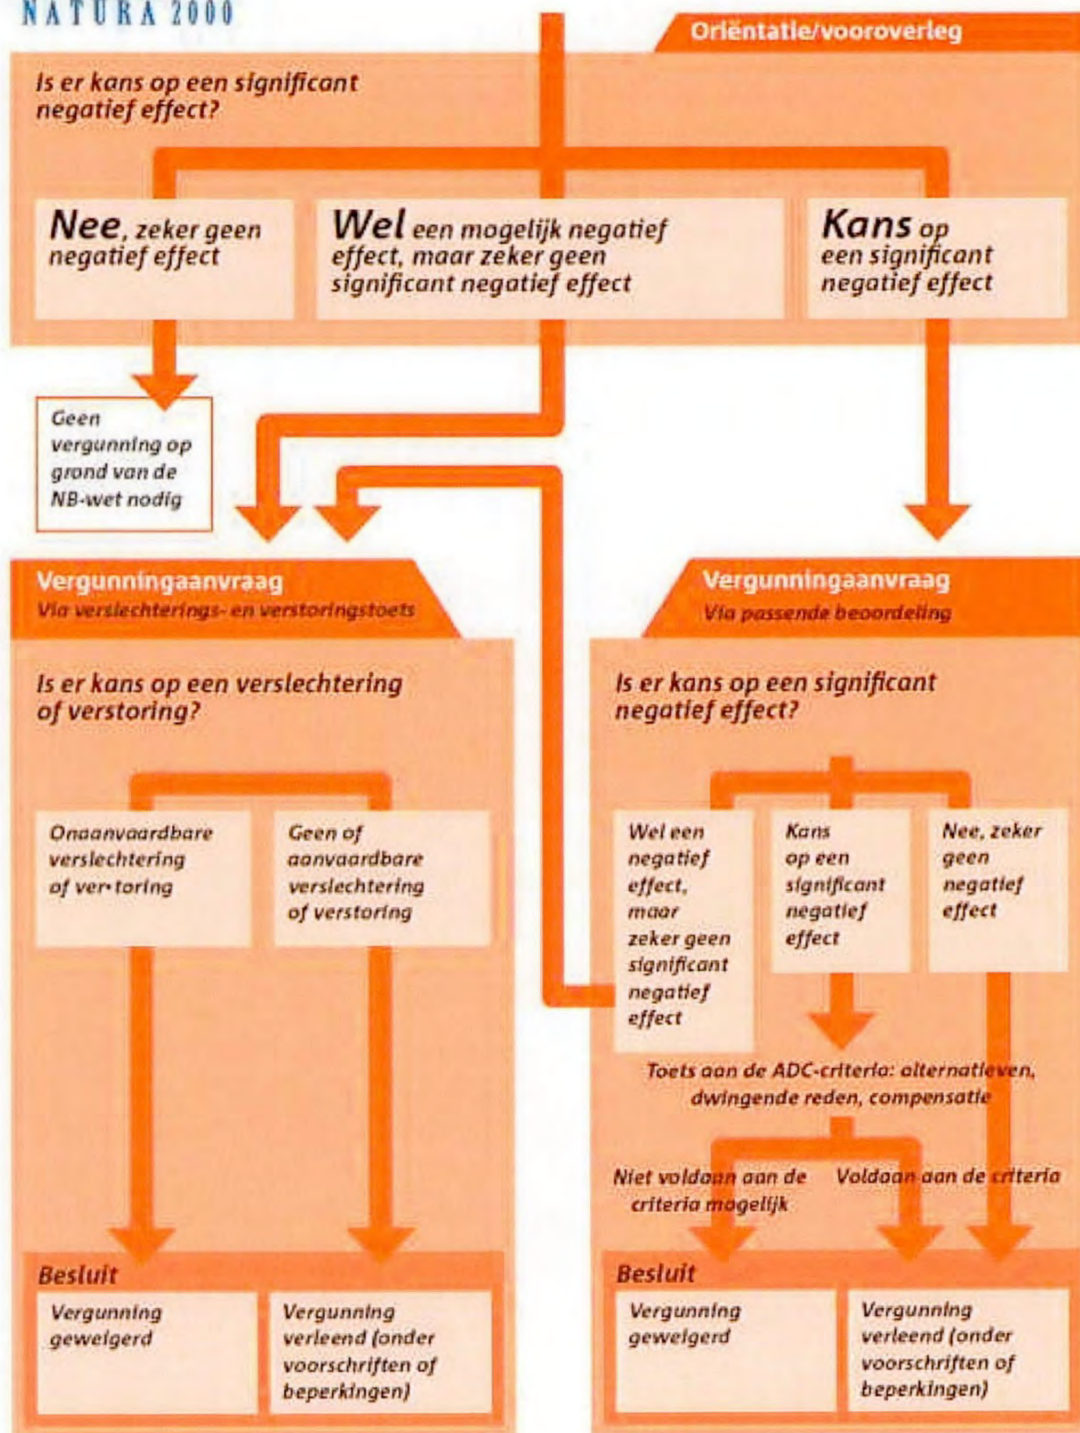 NATURA 2000
Oriëntatie/vooroverleg
Is er kans op een significant
negatief effect?
Nee, zeker geen
negatief effect
Wel een mogelijk negatief
effect, maar zeker geen
significant negatief effect
Kans op
een significant
negatief effect
Geen
vergunning op
grond van de
NB-wet nodig
Vergunningaanvraag
Via verslechterings- en verstoringstoets
Is er kans op een verslechtering
of verstoring?
Onaanvaardbare
verslechtering
of ver•toring
Geen of
aanvaardbare
verslechtering
of verstoring
Besluit
Vergunning
geweigerd
Vergunning
verleend (onder
voorschriften of
beperkingen)
Vergunningaanvraag
Via passende beoordeling
Is er kans op een significant
negatief effect?
Wel een
negatief
effect,
maar
zeker geen
significant
negatief
effect
Kans
op een
significant
negatief
effect
Nee, zeker
geen
negatief
effect
Toets aan de ADC-criteria: alternatieven,
dwingende reden, compensatie
Niet voldaan aan de
criteria mogelijk
Voldaan aan de criteria
Besluit
Vergunning
geweigerd
Vergunning
verleend (onder
voorschriften of
beperkingen)